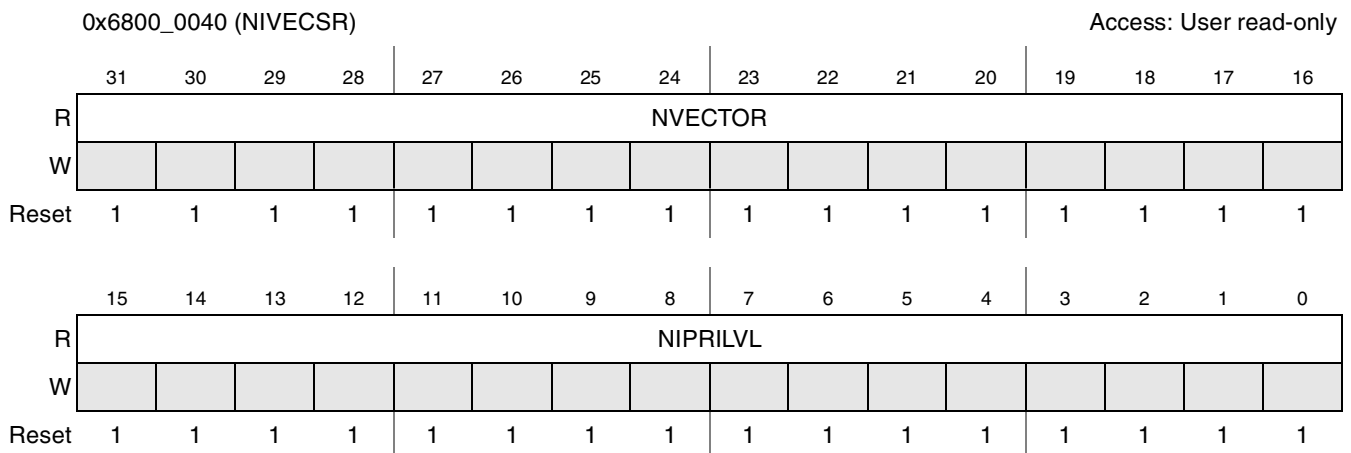 0x6800_0040 (NIVECSR) Access: User read-only
31 30 29 28 27 26 25 24 23 22 21 20 19 18 17 16
R NVECTOR
W
Reset 1 1 1 1 1 1 1 1 1 1 1 1 1 1 1 1
15 14 13 12 11 10 9 8 7 6 5 4 3 2 1 0
R NIPRILVL
W
Reset 1 1 1 1 1 1 1 1 1 1 1 1 1 1 1 1